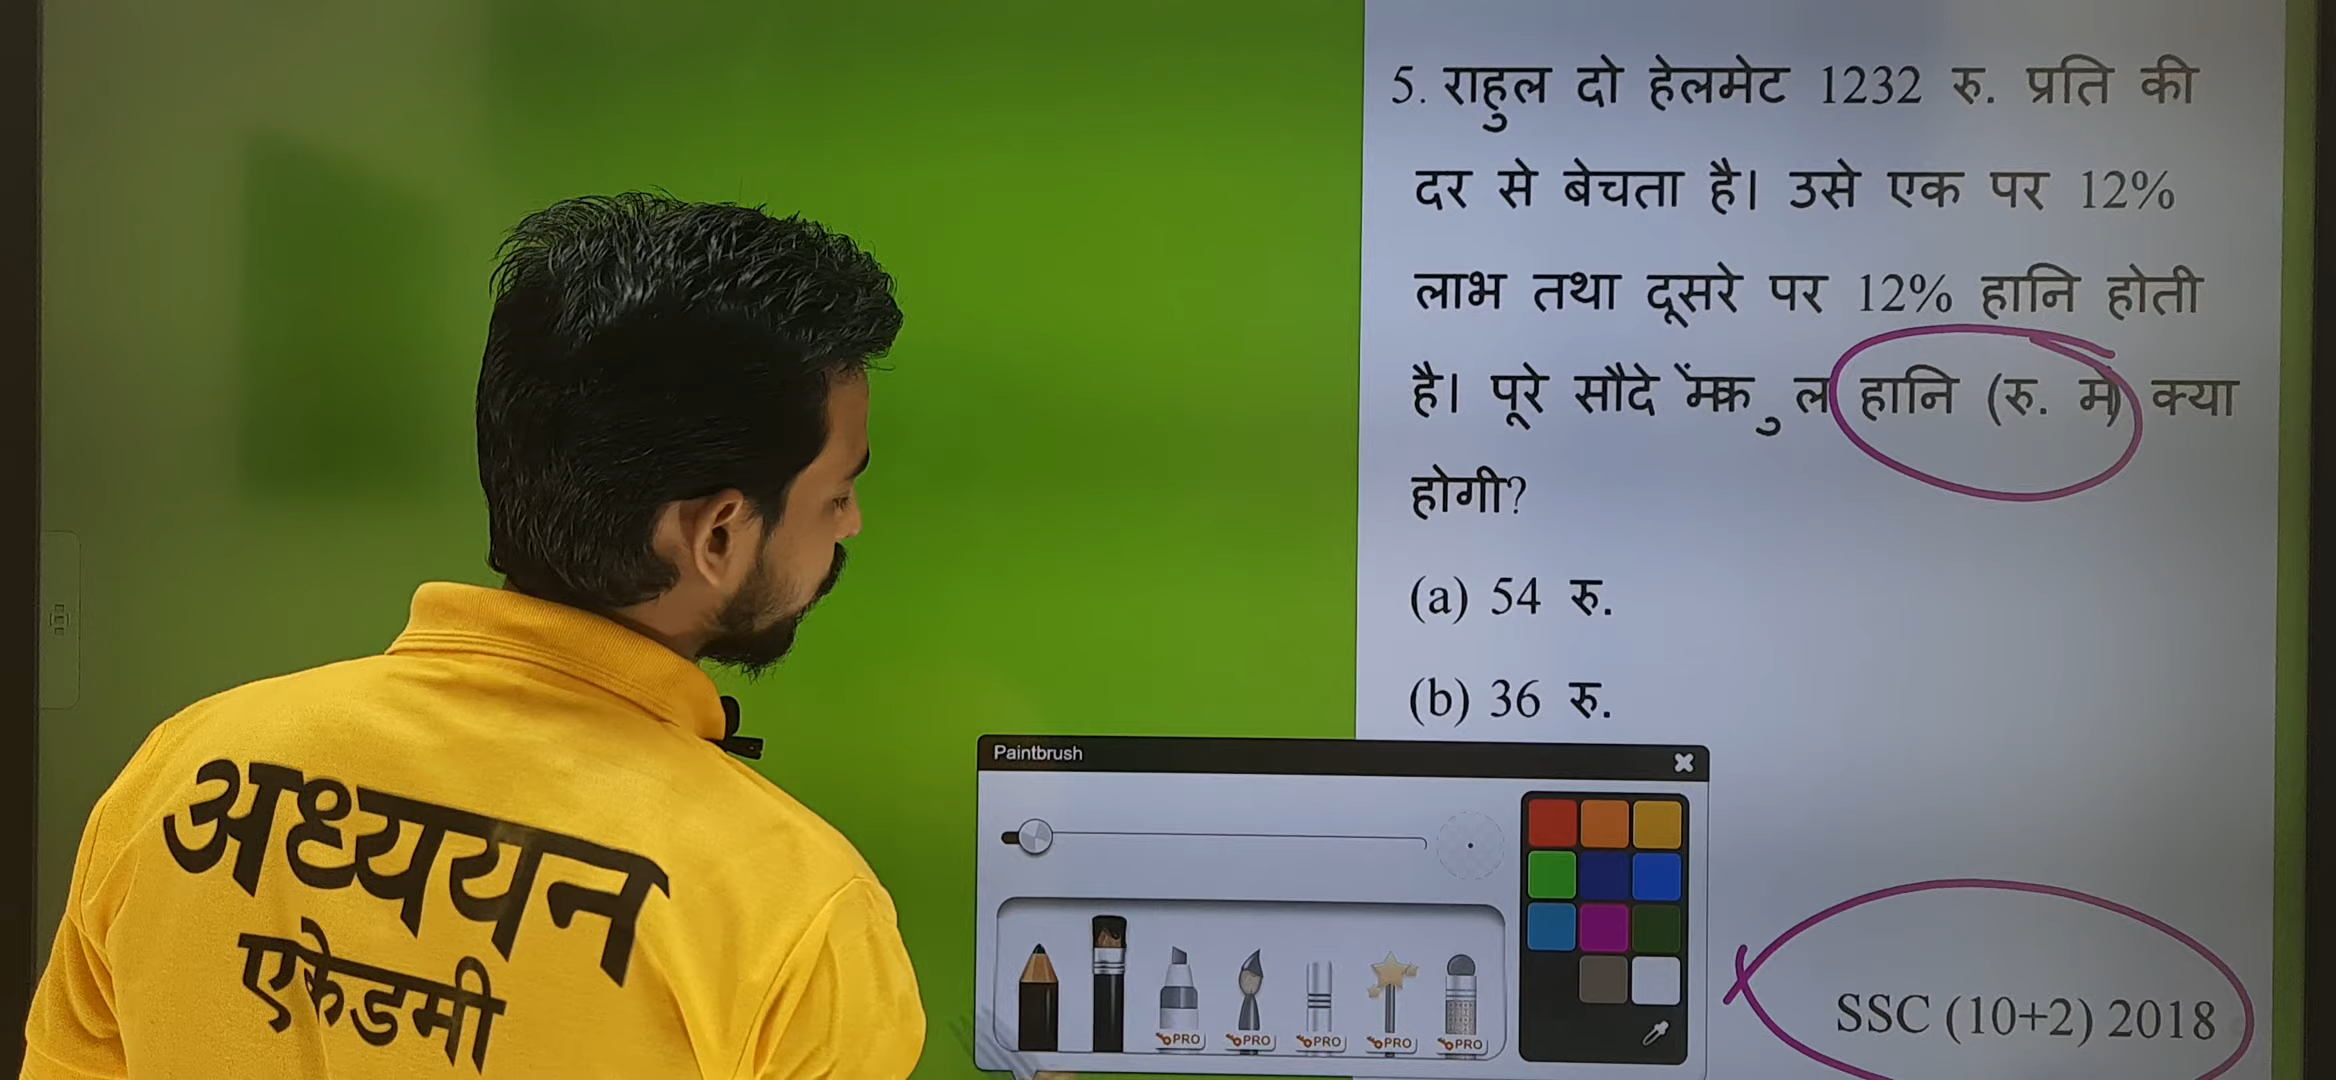 5. राहुल दो हेलमेट 1232 रु. प्रति की
दर से बेचता है। उसे एक पर 12%
लाभ तथा दूसरे पर 12% हानि होती
है। पूरे सौदे में कुल हानि (रु. में) क्या
होगी?
(a) 54 रु.
(b) 36 रु.
Paintbrush
PRO PRO PRO PRO PRO
SSC (10+2) 2018
अध्ययन
एकेडमी